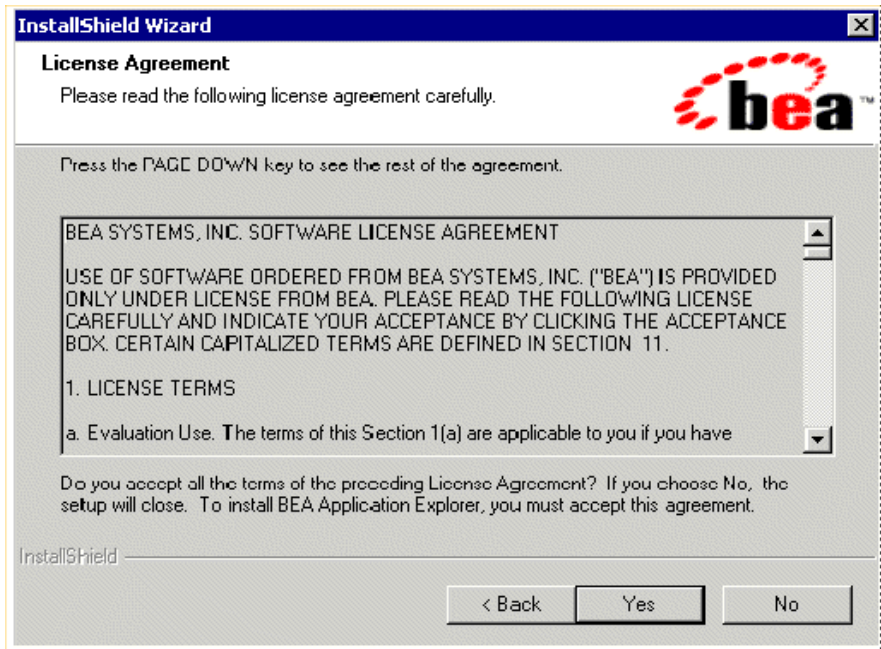 InstallShield Wizard
License Agreement
Please read the following license agreement carefully.
bea™
Press the PAGE DOWN key to see the rest of the agreement.
BEA SYSTEMS, INC. SOFTWARE LICENSE AGREEMENT
USE OF SOFTWARE ORDERED FROM BEA SYSTEMS, INC. ("BEA") IS PROVIDED
ONLY UNDER LICENSE FROM BEA. PLEASE READ THE FOLLOWING LICENSE
CAREFULLY AND INDICATE YOUR ACCEPTANCE BY CLICKING THE ACCEPTANCE
BOX. CERTAIN CAPITALIZED TERMS ARE DEFINED IN SECTION 11.
1. LICENSE TERMS
a. Evaluation Use. The terms of this Section 1(a) are applicable to you if you have
Do you accept all the terms of the preceding License Agreement? If you choose No, the
setup will close. To install BEA Application Explorer, you must accept this agreement.
InstallShield
< Back
Yes
No